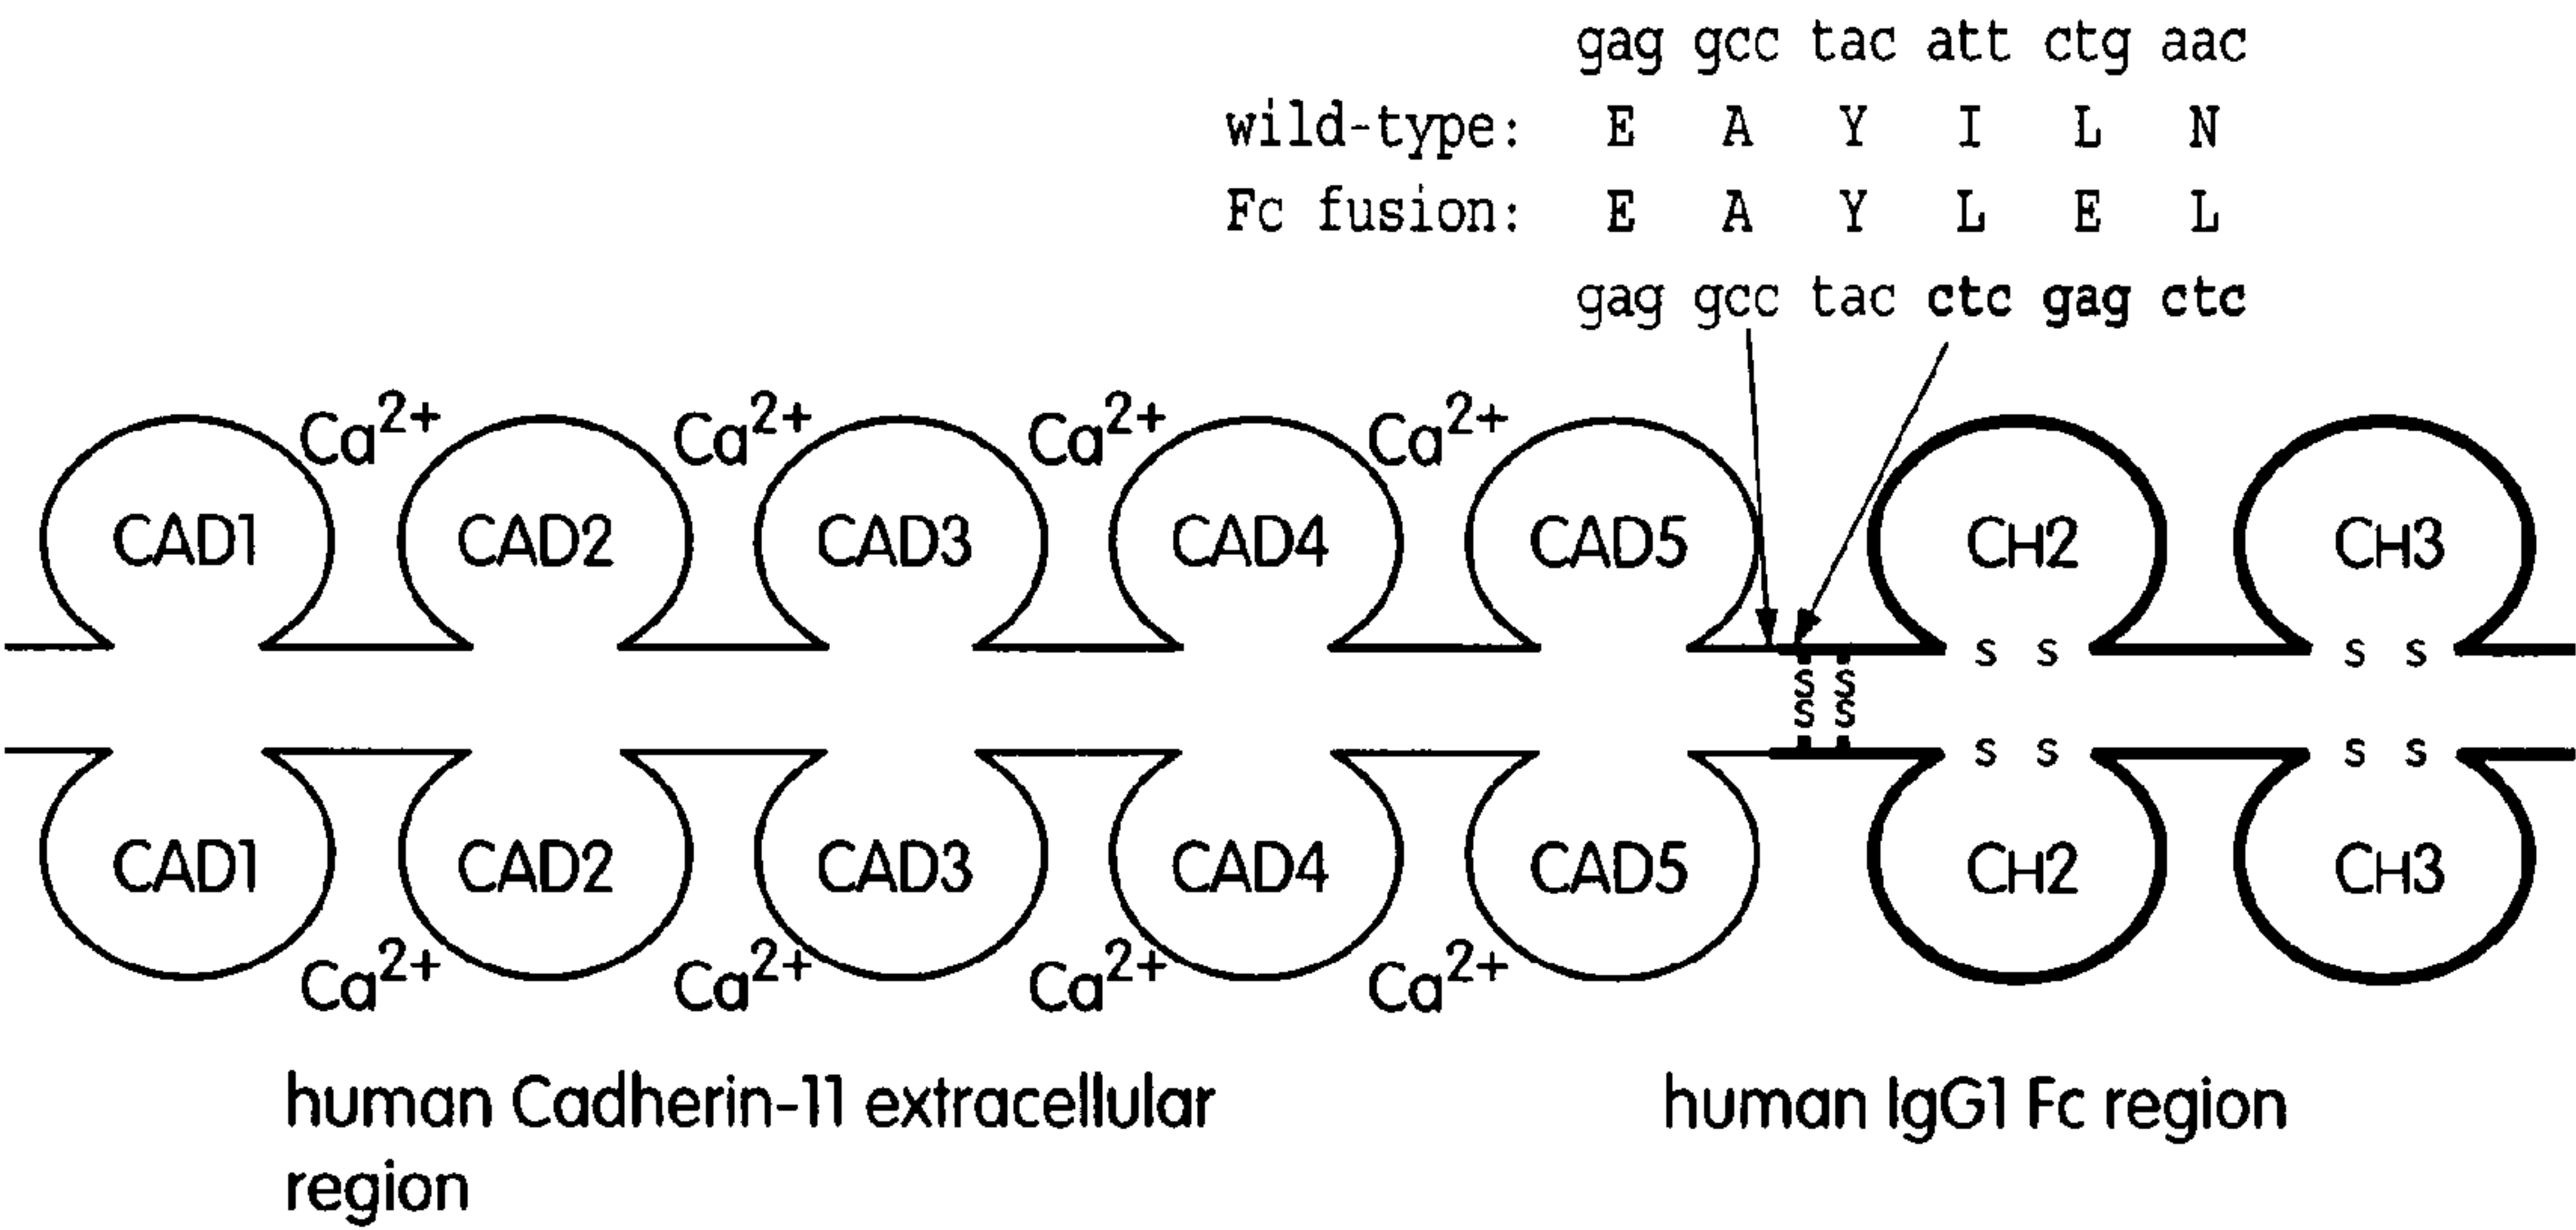 gag gcc tac att ctg aac
wild-type: E A Y I L N
Fc fusion: E A Y L E L
gag gcc tac ctc gag ctc
Ca2+ Ca2+ Ca2+ Ca2+
CAD1 CAD2 CAD3 CAD4 CAD5 CH2 CH3
s s s s
s s
s s
s s s s
CAD1 CAD2 CAD3 CAD4 CAD5 CH2 CH3
Ca2+ Ca2+ Ca2+ Ca2+
human Cadherin-11 extracellular
region
human IgG1 Fc region